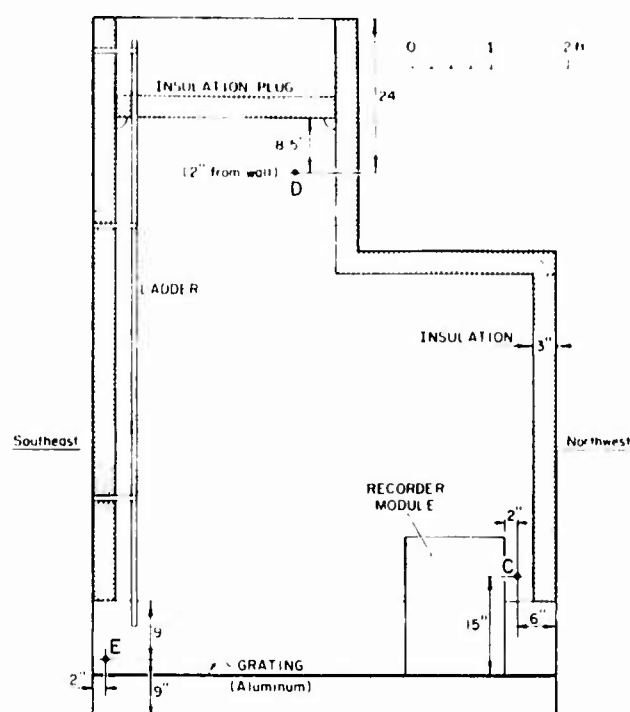 0 1 2 ft
INSULATION PLUG
24
8.5"
(2" from wall)
D
LADDER
INSULATION
3"
Southeast
Northwest
RECORDER
MODULE
2"
C
15"
6"
9
E
GRATING
(Aluminum)
2"
9"